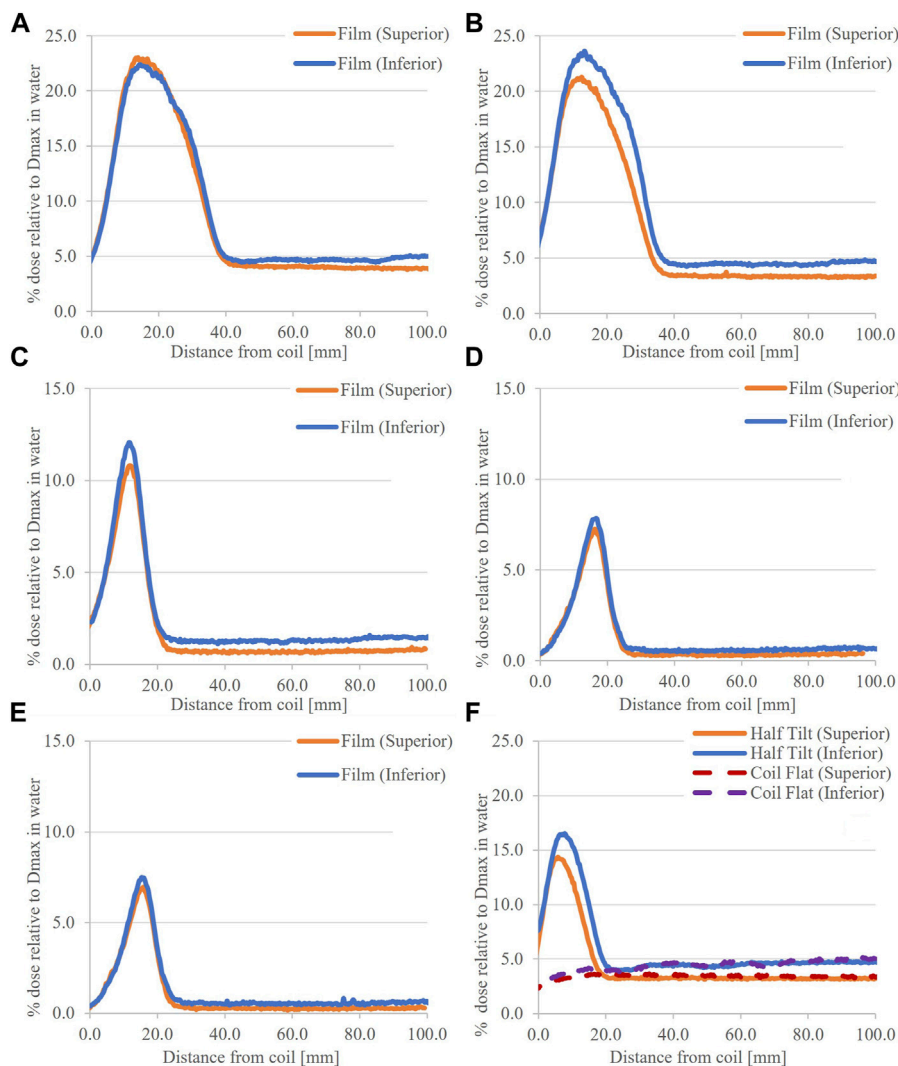 A
Film (Superior)
Film (Inferior)
% dose relative to Dmax in water
25.0
20.0
15.0
10.0
5.0
0.0
0.0 20.0 40.0 60.0 80.0 100.0
Distance from coil [mm]
B
Film (Superior)
Film (Inferior)
% dose relative to Dmax in water
25.0
20.0
15.0
10.0
5.0
0.0
0.0 20.0 40.0 60.0 80.0 100.0
Distance from coil [mm]
C
Film (Superior)
Film (Inferior)
% dose relative to Dmax in water
15.0
10.0
5.0
0.0
0.0 20.0 40.0 60.0 80.0 100.0
Distance from coil [mm]
D
Film (Superior)
Film (Inferior)
% dose relative to Dmax in water
15.0
10.0
5.0
0.0
0.0 20.0 40.0 60.0 80.0 100.0
Distance from coil [mm]
E
Film (Superior)
Film (Inferior)
% dose relative to Dmax in water
15.0
10.0
5.0
0.0
0.0 20.0 40.0 60.0 80.0 100.0
Distance from coil [mm]
F
Half Tilt (Superior)
Half Tilt (Inferior)
Coil Flat (Superior)
Coil Flat (Inferior)
% dose relative to Dmax in water
25.0
20.0
15.0
10.0
5.0
0.0
0.0 20.0 40.0 60.0 80.0 100.0
Distance from coil [mm]